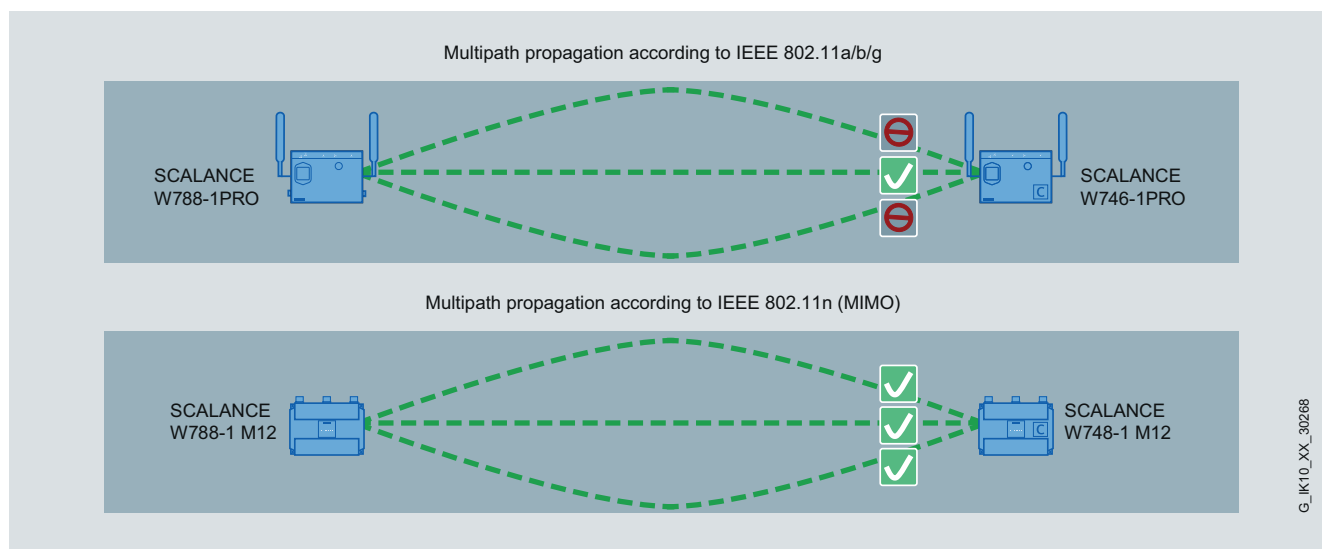 Multipath propagation according to IEEE 802.11a/b/g
SCALANCE
W788-1PRO
C
SCALANCE
W746-1PRO
Multipath propagation according to IEEE 802.11n (MIMO)
SCALANCE
W788-1 M12
C
SCALANCE
W748-1 M12
G_IK10_XX_30268